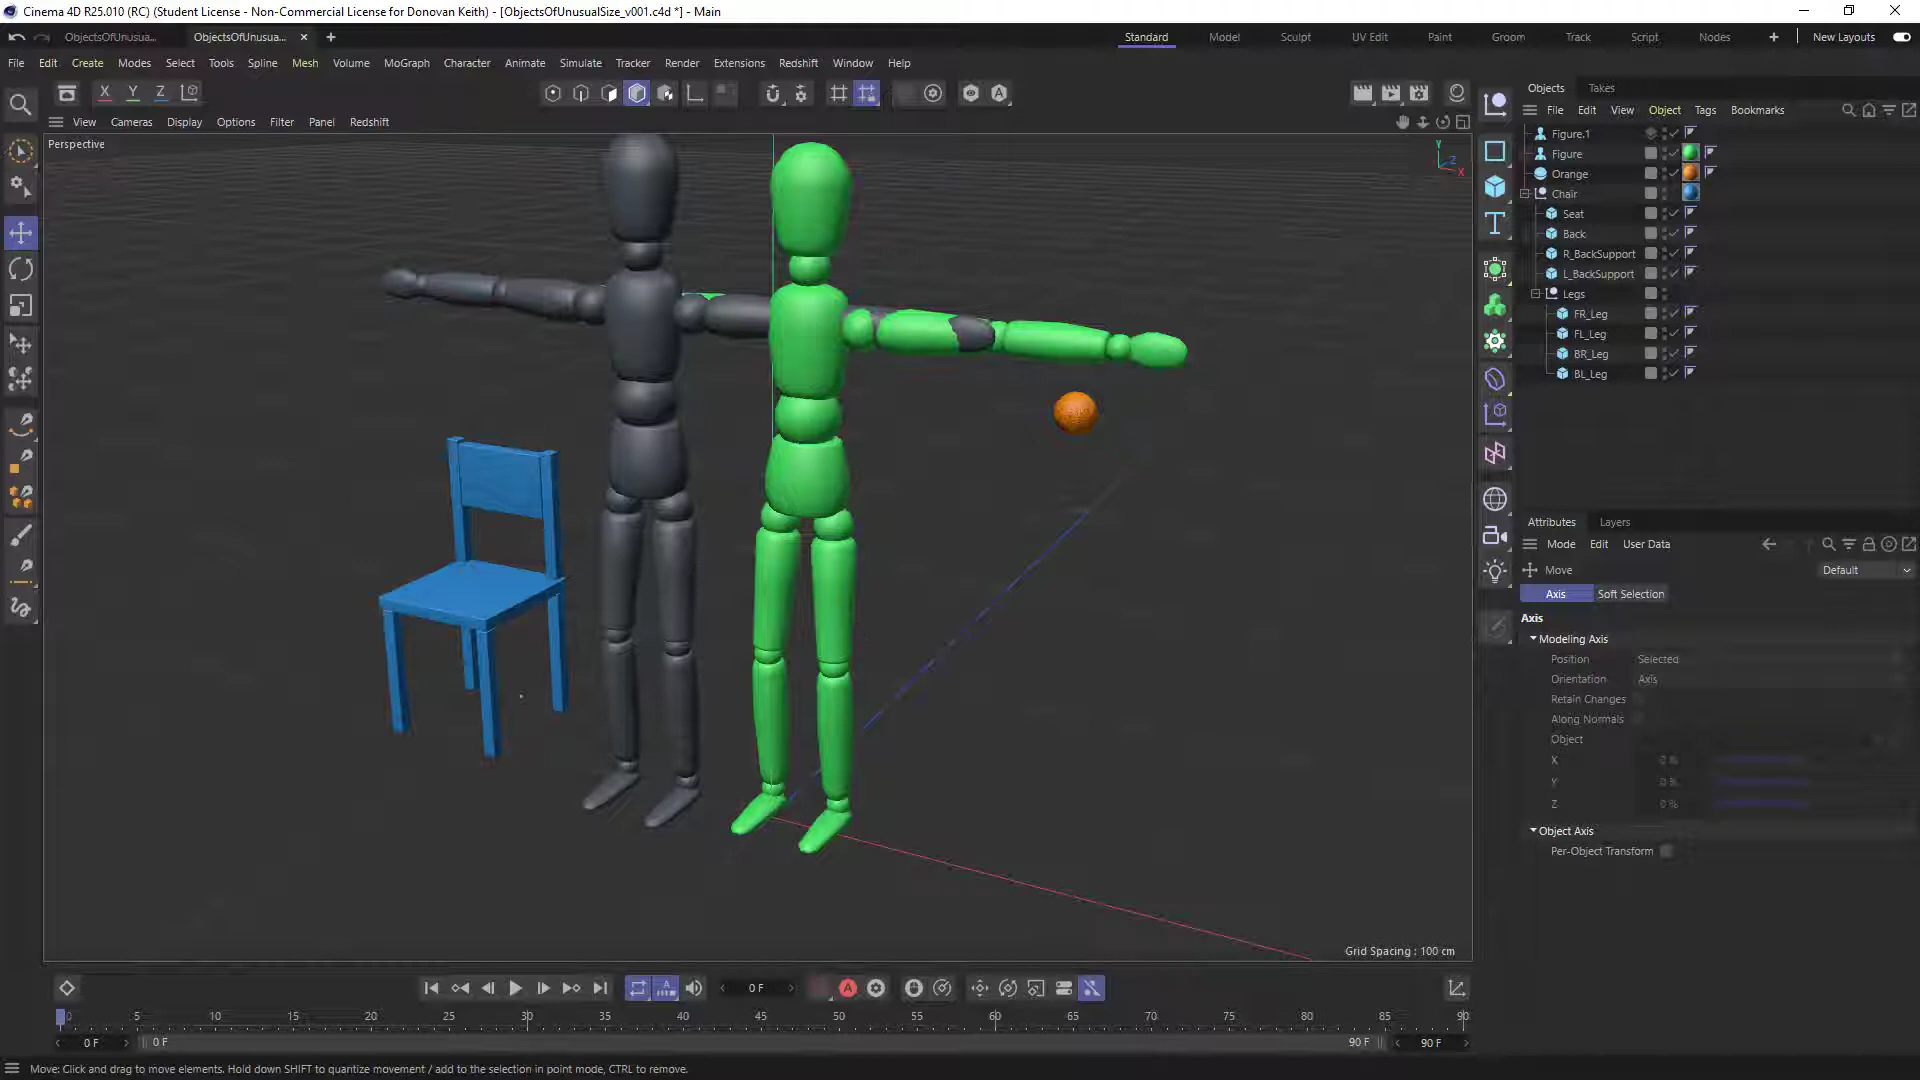 Cinema 4D R25.010 (RC) (Student License - Non-Commercial License for Donovan Keith) - [ObjectsOfUnusualSize_v001.c4d *] - Main
ObjectsOfUnusua...
ObjectsOfUnusua...
Standard
Model
Sculpt
UV Edit
Paint
Groom
Track
Script
Nodes
New Layouts
File
Edit
Create
Modes
Select
Tools
Spline
Mesh
Volume
MoGraph
Character
Animate
Simulate
Tracker
Render
Extensions
Redshift
Window
Help
X
Y
Z
Objects
Takes
View
Cameras
Display
Options
Filter
Panel
Redshift
File
Edit
View
Object
Tags
Bookmarks
Perspective
Y
Z
X
Figure.1
Figure
Orange
Chair
Seat
Back
R_BackSupport
L_BackSupport
Legs
FR_Leg
FL_Leg
BR_Leg
BL_Leg
Attributes
Layers
Mode
Edit
User Data
Move
Default
Axis
Soft Selection
Axis
Modeling Axis
Position
Selected
Orientation
Axis
Retain Changes
Along Normals
Object
X
0 %
Y
0 %
Z
0 %
Object Axis
Per-Object Transform
Grid Spacing : 100 cm
0 F
0
5
10
15
20
25
30
35
40
45
50
55
60
65
70
75
80
85
90
0 F
0 F
90 F
90 F
Move: Click and drag to move elements. Hold down SHIFT to quantize movement / add to the selection in point mode, CTRL to remove.